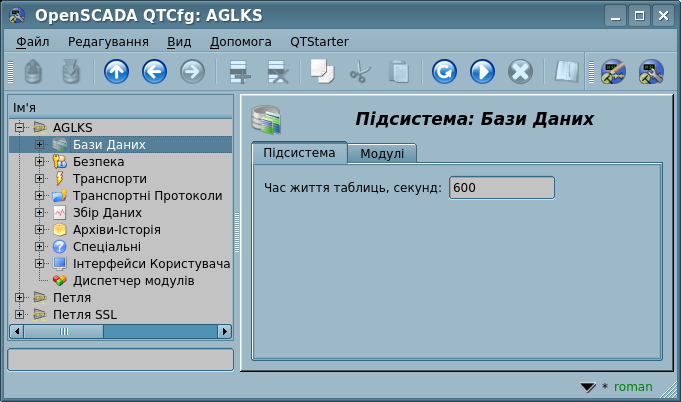 OpenSCADA QTCfg: AGLKS
Файл Редагування Вид Допомога QTStarter
Ім'я
AGLKS
Бази Даних
Безпека
Транспорти
Транспортні Протоколи
Збір Даних
Архіви-Історія
Спеціальні
Інтерфейси Користувача
Диспетчер модулів
Петля
Петля SSL
Підсистема: Бази Даних
Підсистема Модулі
Час життя таблиць, секунд: 600
* roman